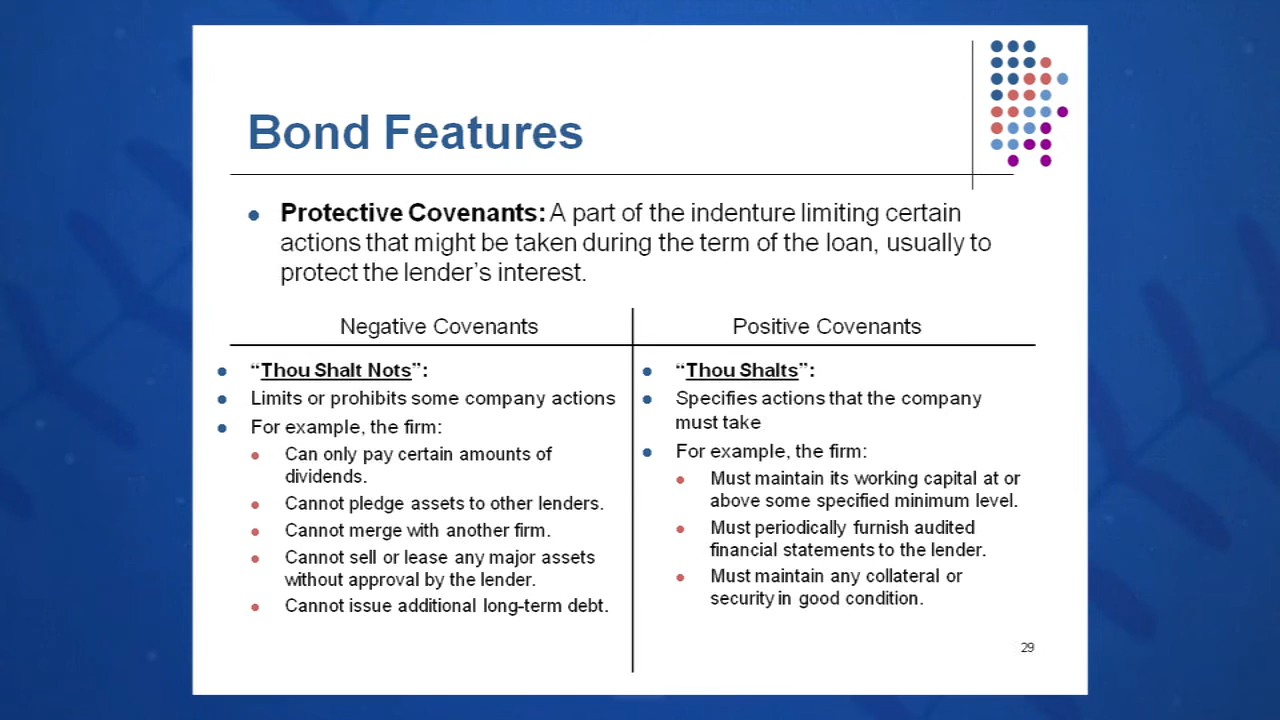 Bond Features
Protective Covenants: A part of the indenture limiting certain
actions that might be taken during the term of the loan, usually to
protect the lender's interest.
Negative Covenants
"Thou Shalt Nots":
Limits or prohibits some company actions
For example, the firm:
Can only pay certain amounts of
dividends.
Cannot pledge assets to other lenders.
Cannot merge with another firm.
Cannot sell or lease any major assets
without approval by the lender.
Cannot issue additional long-term debt.
Positive Covenants
"Thou Shalts":
Specifies actions that the company
must take
For example, the firm:
Must maintain its working capital at or
above some specified minimum level.
Must periodically furnish audited
financial statements to the lender.
Must maintain any collateral or
security in good condition.
29